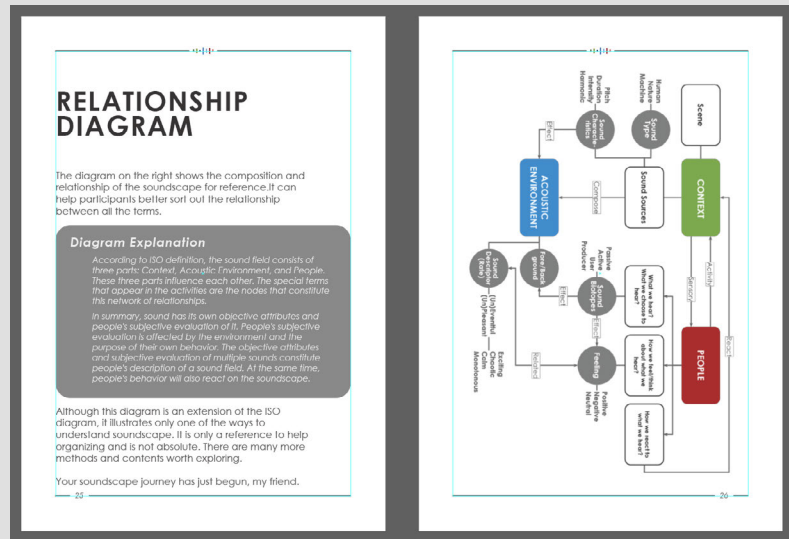 RELATIONSHIP
DIAGRAM
The diagram on the right shows the composition and
relationship of the soundscape for reference.It can
help participants better sort out the relationship
between all the terms.
Diagram Explanation
According to ISO definition, the sound field consists of
three parts: Context, Acoustic Environment, and People.
These three parts influence each other. The special terms
that appear in the activities are the nodes that constitute
this network of relationships.
In summary, sound has its own objective attributes and
people's subjective evaluation of it. People's subjective
evaluation is affected by the environment and the
purpose of their own behavior. The objective attributes
and subjective evaluation of multiple sounds constitute
people's description of a sound field. At the same time,
people's behavior will also react on the soundscape.
Although this diagram is an extension of the ISO
diagram, it illustrates only one of the ways to
understand soundscape. It is only a reference to help
organizing and is not absolute. There are many more
methods and contents worth exploring.
Your soundscape journey has just begun, my friend.
25
Scene
CONTEXT
React
Activity
Sensory
PEOPLE
Human
Nature
Machine
Sound
Type
Sound Sources
Pitch
Duration
Intensity
Harmonic
Sound
Characte-
ristics
Effect
Compose
ACOUSTIC
ENVIRONMENT
What we hear?
What we choose to
hear?
How we feel/think
about what we
hear?
How we react to
what we hear?
Passive
Active
User
Producer
Sound
Biotopes
Effect
Feeling
Positive
Negative
Neutral
Fore/Back
ground
Effect
Sound
Descriptor
(Rate)
Related
(Un)Eventful
(Un)Pleasant
Exciting
Chaotic
Calm
Monotonous
26